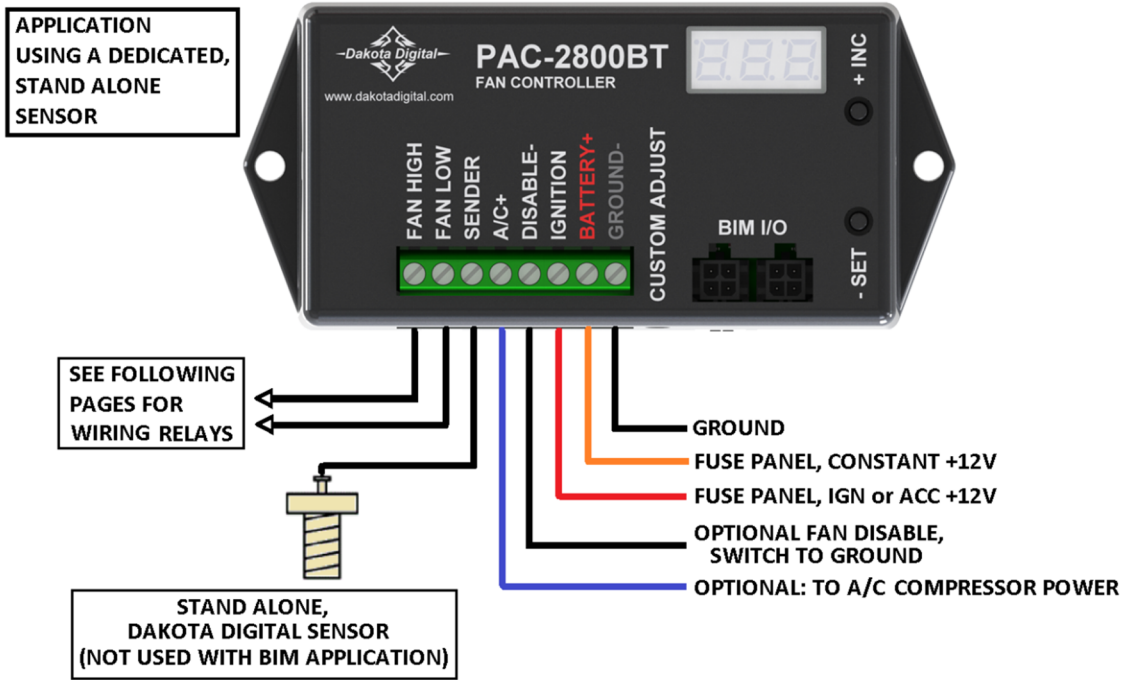 APPLICATION
USING A DEDICATED,
STAND ALONE
SENSOR
Dakota Digital
www.dakotadigital.com
PAC-2800BT
FAN CONTROLLER
8.8.8
+ INC
- SET
FAN HIGH
FAN LOW
SENDER
A/C+
DISABLE-
IGNITION
BATTERY+
GROUND-
CUSTOM ADJUST
BIM I/O
SEE FOLLOWING
PAGES FOR
WIRING RELAYS
GROUND
FUSE PANEL, CONSTANT +12V
FUSE PANEL, IGN or ACC +12V
OPTIONAL FAN DISABLE,
SWITCH TO GROUND
OPTIONAL: TO A/C COMPRESSOR POWER
STAND ALONE,
DAKOTA DIGITAL SENSOR
(NOT USED WITH BIM APPLICATION)